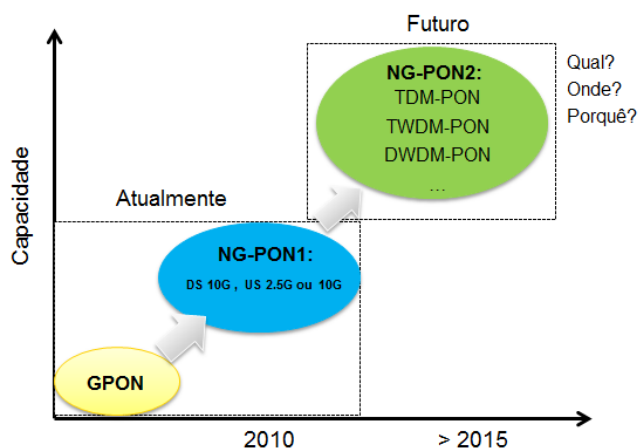 Futuro
NG-PON2:
TDM-PON
TWDM-PON
DWDM-PON
...
Qual?
Onde?
Porquê?
Capacidade
Atualmente
NG-PON1:
DS 10G , US 2.5G ou 10G
GPON
2010
> 2015